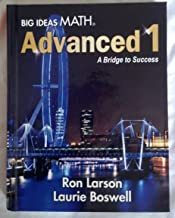 BIG IDEAS MATH®
Advanced 1
A Bridge to Success
Ron Larson
Laurie Boswell